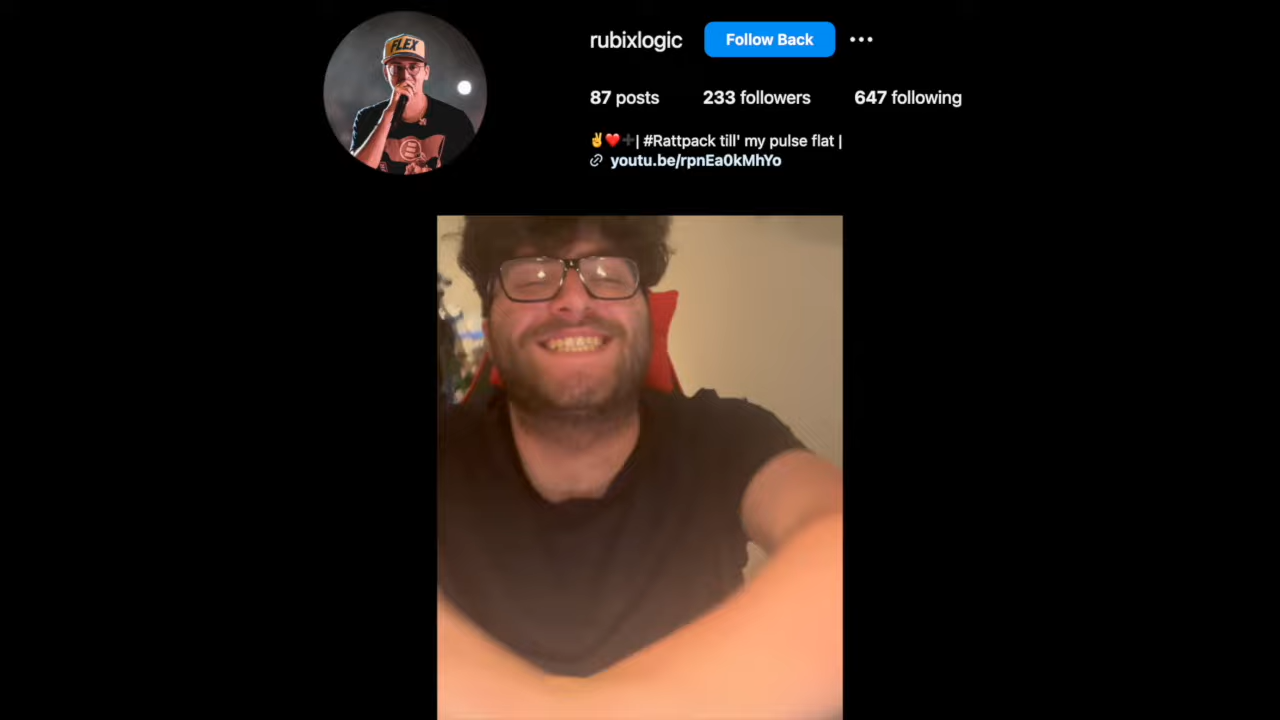 FLEX
rubixlogic
Follow Back
87 posts 233 followers 647 following
✌️❤️➕| #Rattpack till' my pulse flat |
youtu.be/rpnEa0kMhYo